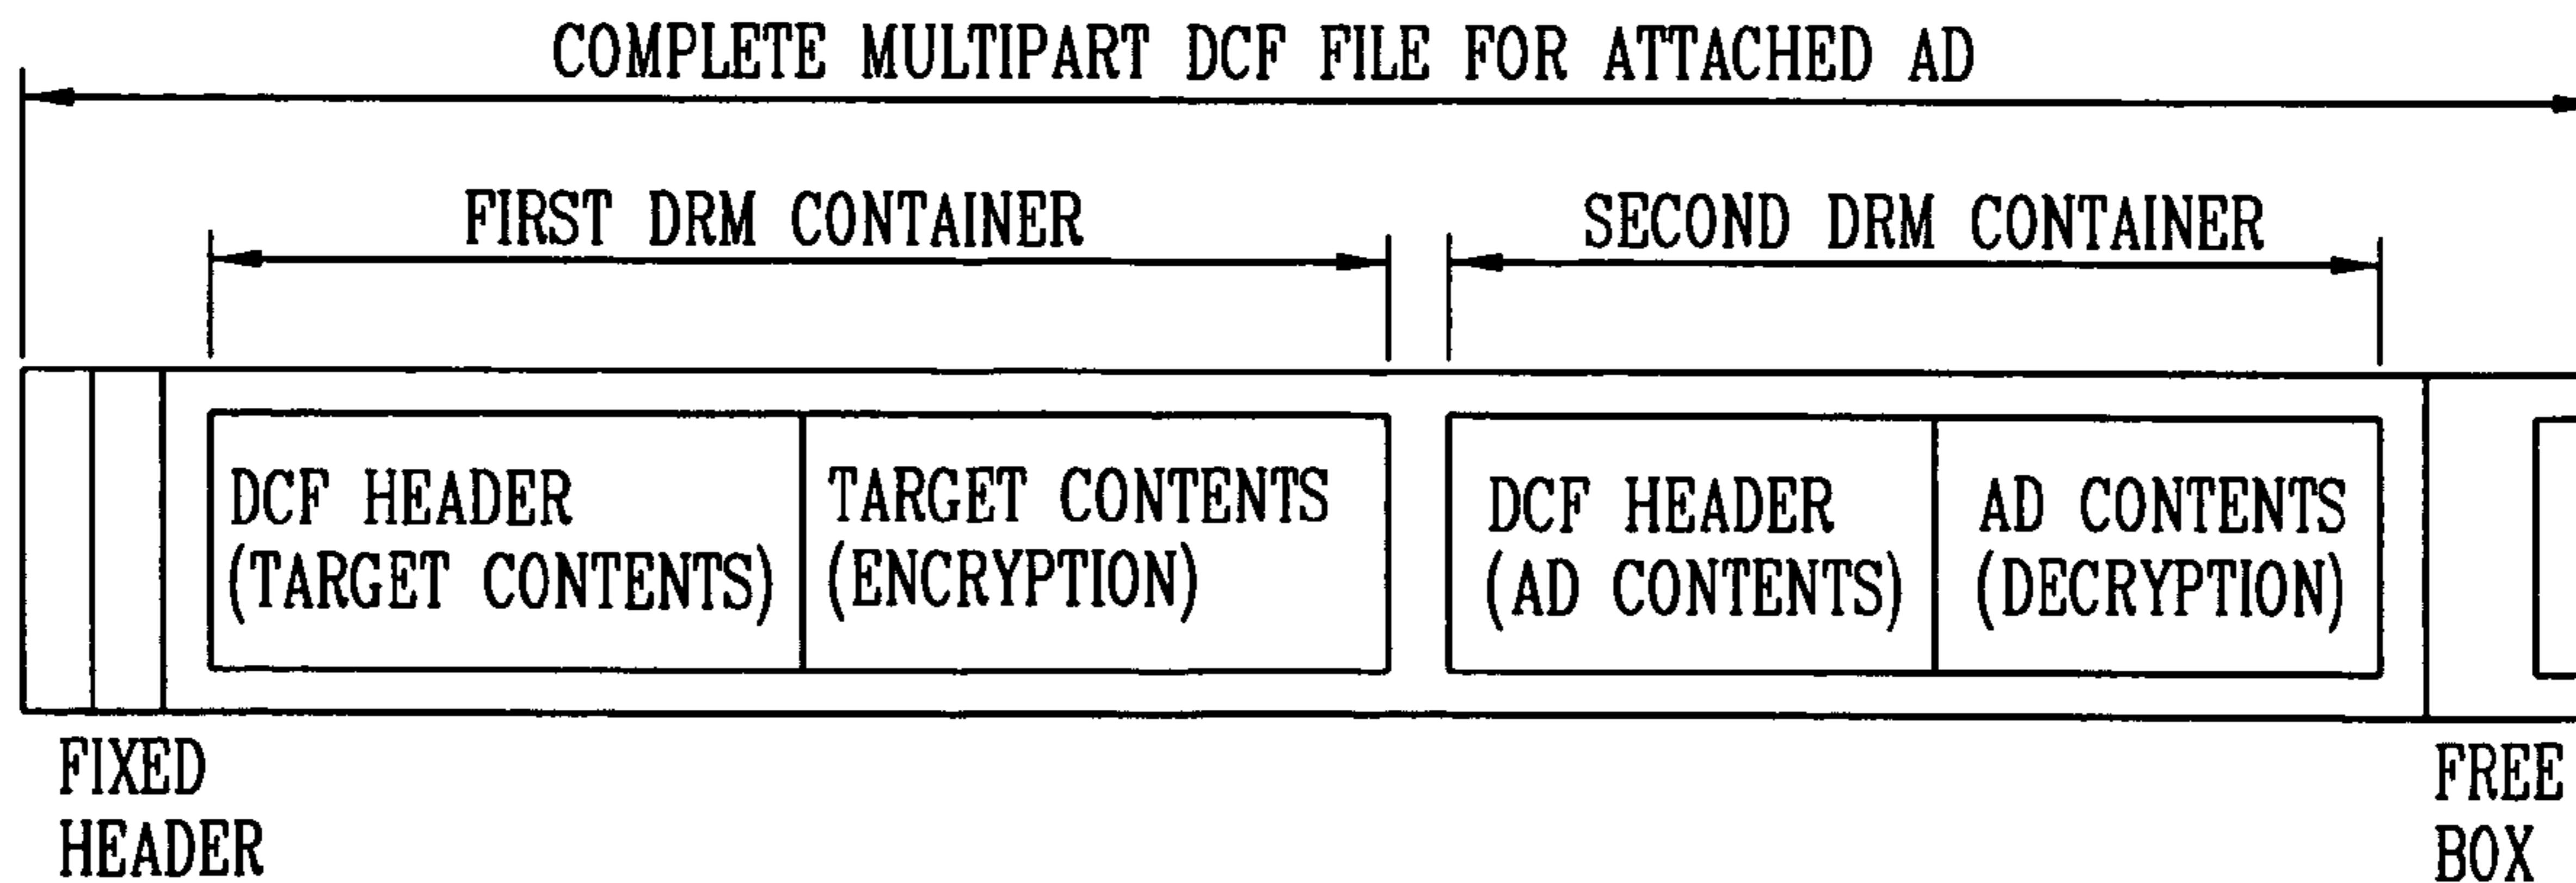 COMPLETE MULTIPART DCF FILE FOR ATTACHED AD
FIRST DRM CONTAINER
SECOND DRM CONTAINER
DCF HEADER
(TARGET CONTENTS)
TARGET CONTENTS
(ENCRYPTION)
DCF HEADER
(AD CONTENTS)
AD CONTENTS
(DECRYPTION)
FIXED
HEADER
FREE
BOX